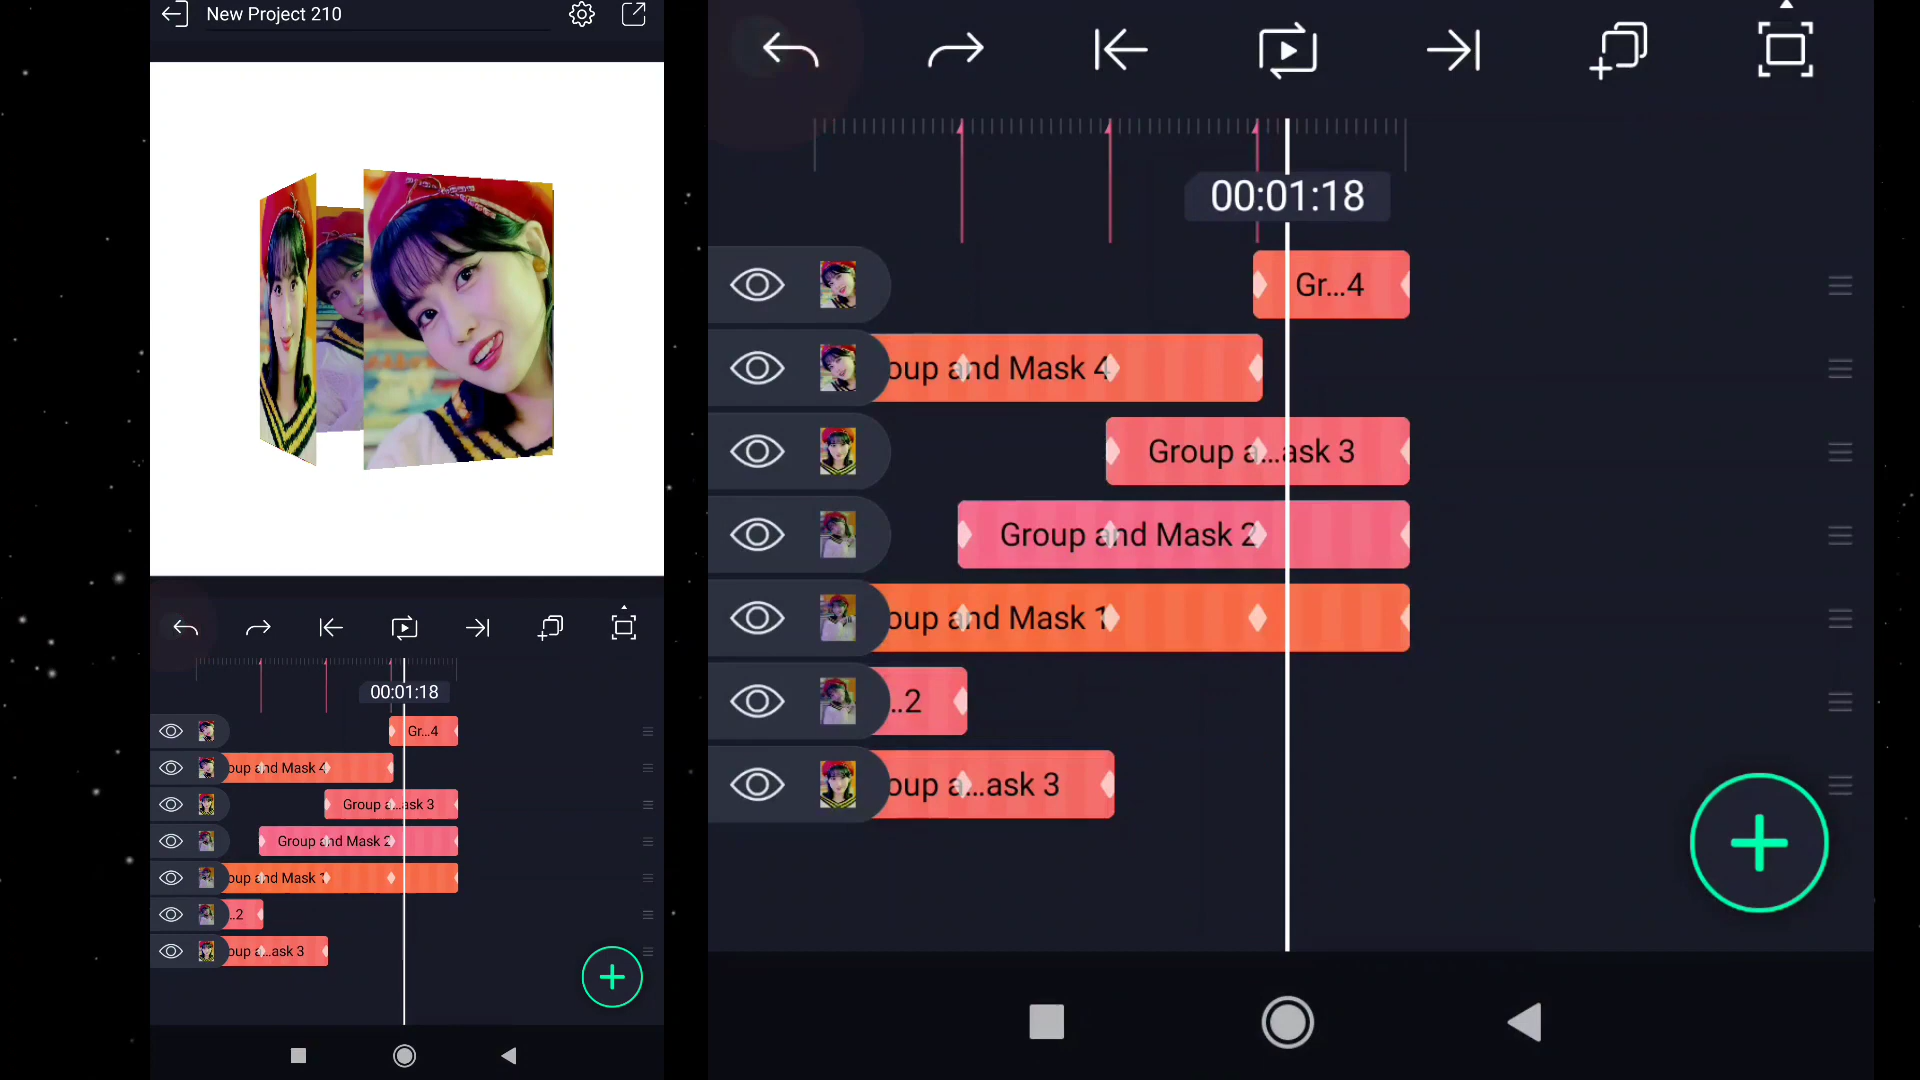 New Project 210
00:01:18
Gr...4
oup and Mask 4
Group a...ask 3
Group and Mask 2
oup and Mask 1
..2
oup a...ask 3
00:01:18
Gr...4
oup and Mask 4
Group a...ask 3
Group and Mask 2
oup and Mask 1
..2
oup a...ask 3